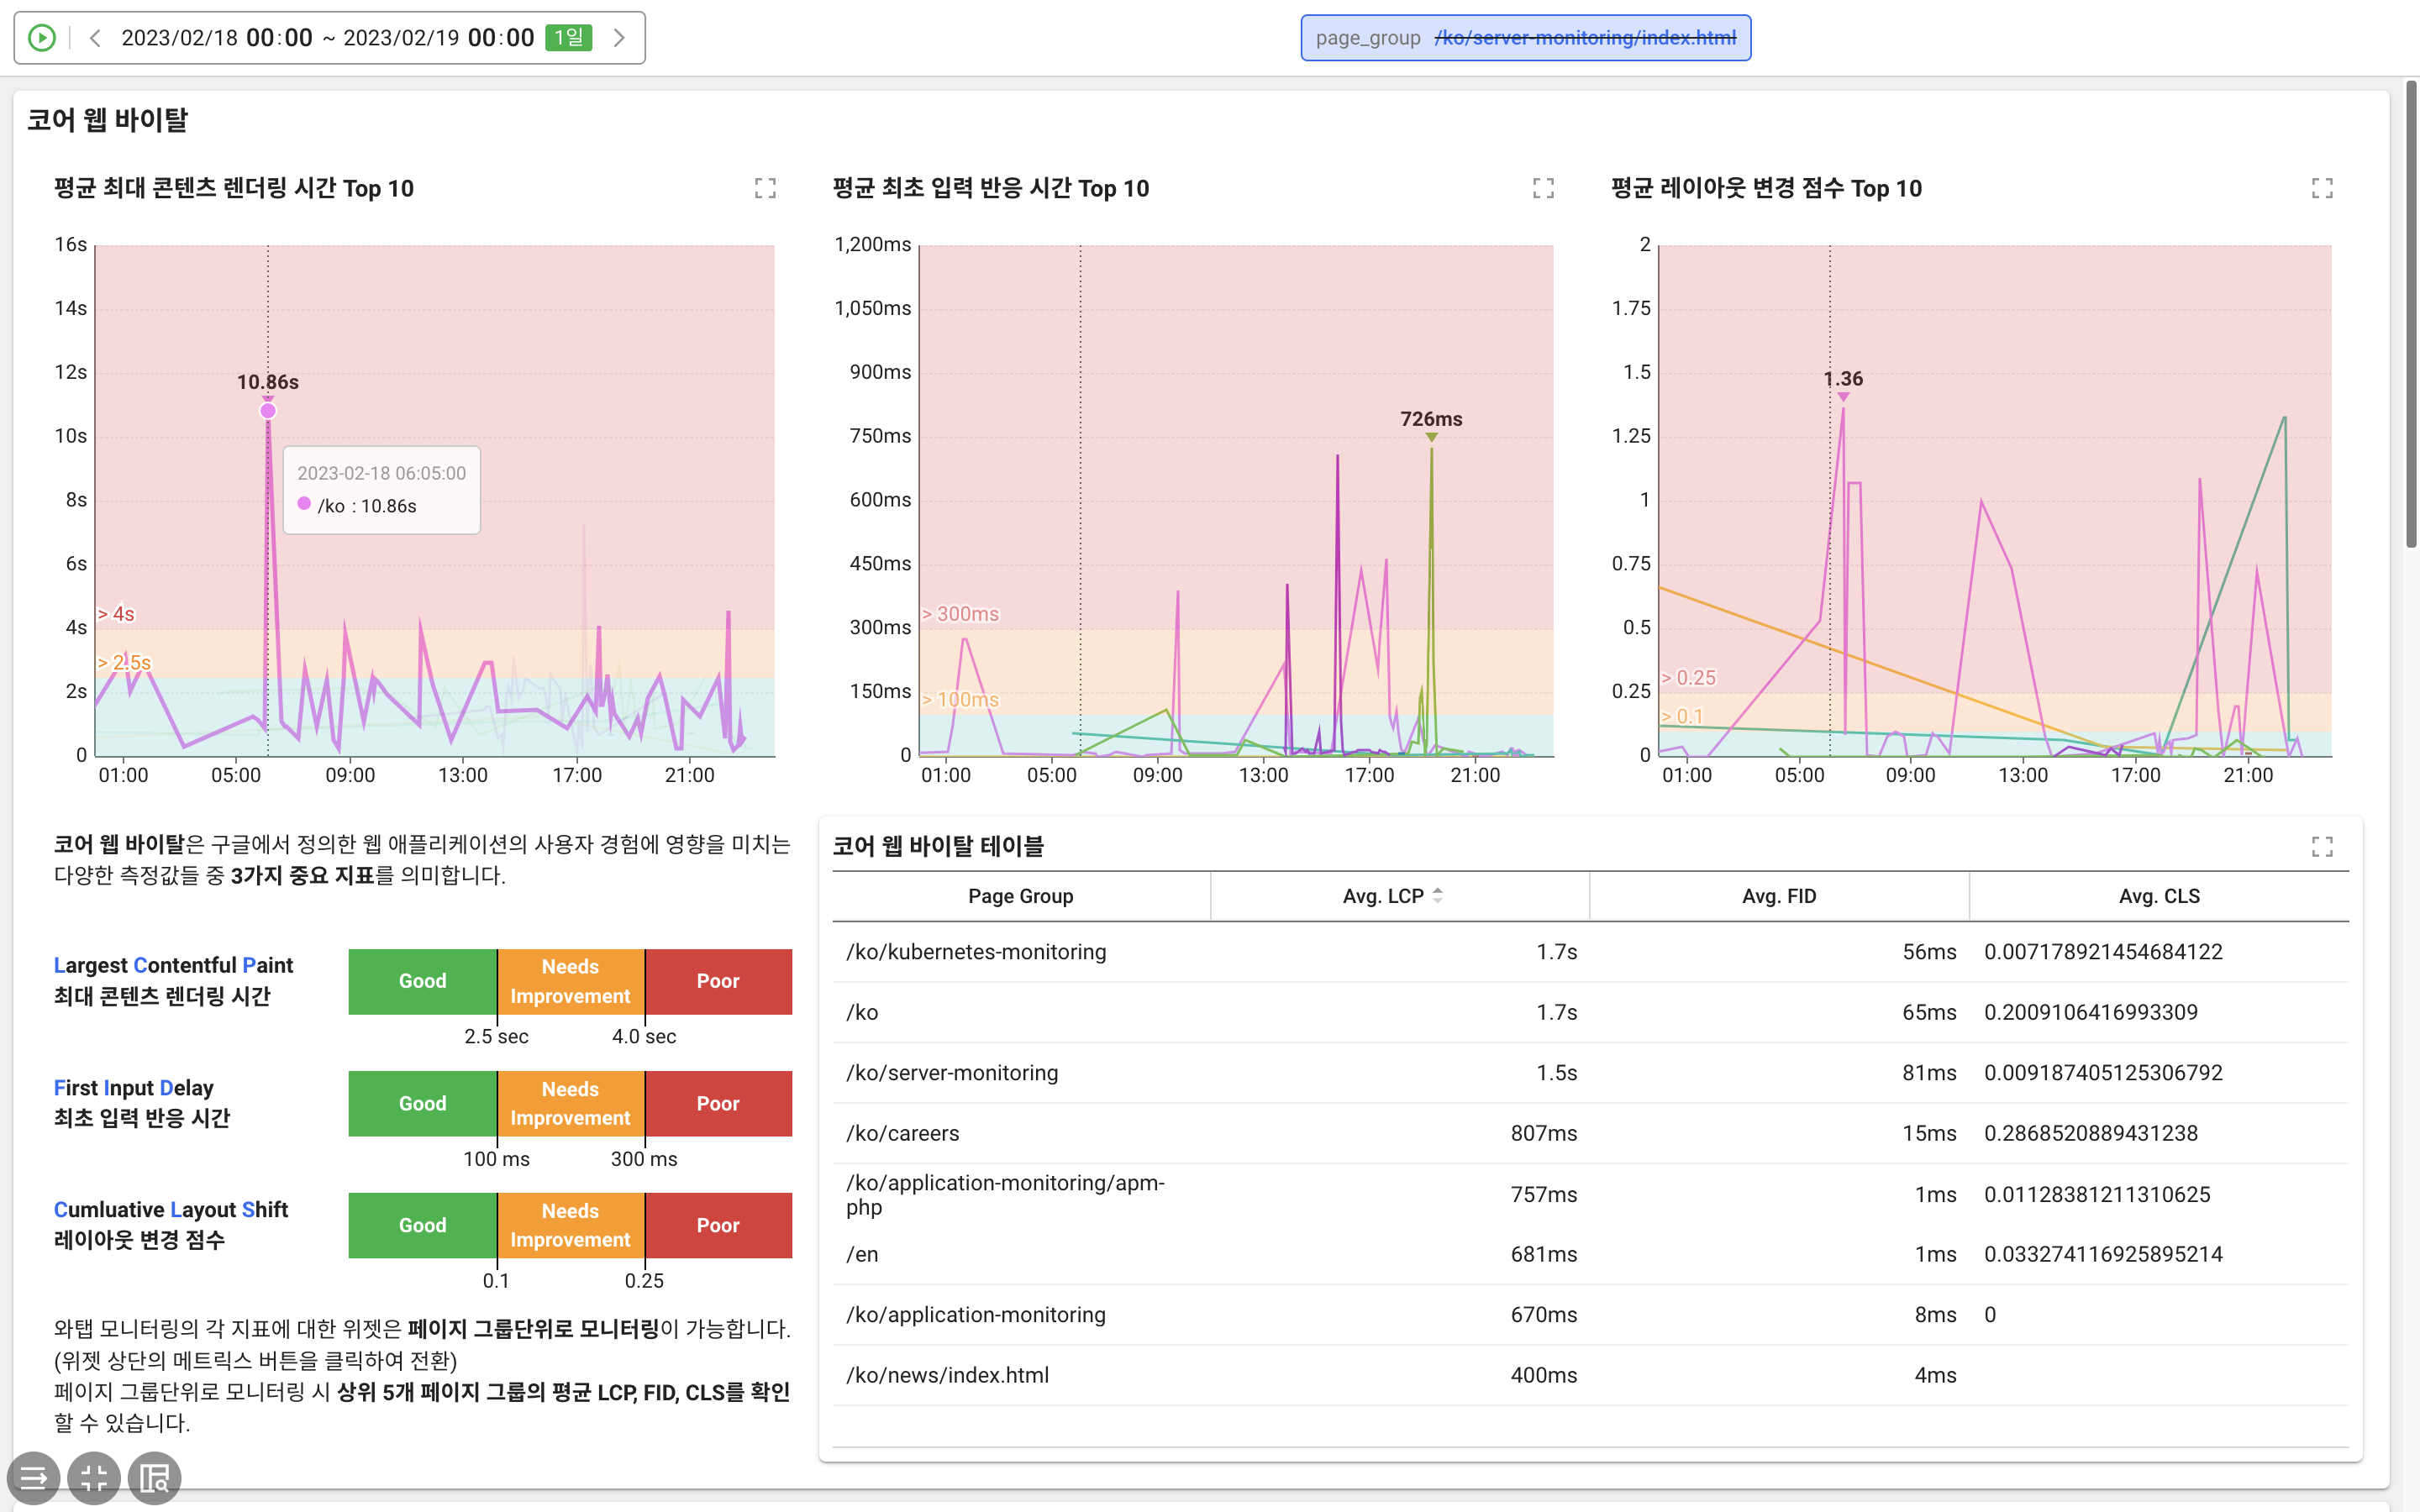 2023/02/18 00:00 ~ 2023/02/19 00:00 1일
page_group /ko/server-monitoring/index.html
코어 웹 바이탈
평균 최대 콘텐츠 렌더링 시간 Top 10
16s
14s
12s
10s
8s
6s
4s
2s
0
> 4s
> 2.5s
10.86s
2023-02-18 06:05:00
/ko : 10.86s
01:00 05:00 09:00 13:00 17:00 21:00
평균 최초 입력 반응 시간 Top 10
1,200ms
1,050ms
900ms
750ms
600ms
450ms
300ms
150ms
0
> 300ms
> 100ms
726ms
01:00 05:00 09:00 13:00 17:00 21:00
평균 레이아웃 변경 점수 Top 10
2
1.75
1.5
1.25
1
0.75
0.5
0.25
0
> 0.25
> 0.1
1.36
01:00 05:00 09:00 13:00 17:00 21:00
코어 웹 바이탈은 구글에서 정의한 웹 애플리케이션의 사용자 경험에 영향을 미치는
다양한 측정값들 중 3가지 중요 지표를 의미합니다.
Largest Contentful Paint
최대 콘텐츠 렌더링 시간
Good
Needs
Improvement
Poor
2.5 sec 4.0 sec
First Input Delay
최초 입력 반응 시간
Good
Needs
Improvement
Poor
100 ms 300 ms
Cumluative Layout Shift
레이아웃 변경 점수
Good
Needs
Improvement
Poor
0.1 0.25
와탭 모니터링의 각 지표에 대한 위젯은 페이지 그룹단위로 모니터링이 가능합니다.
(위젯 상단의 메트릭스 버튼을 클릭하여 전환)
페이지 그룹단위로 모니터링 시 상위 5개 페이지 그룹의 평균 LCP, FID, CLS를 확인
할 수 있습니다.
코어 웹 바이탈 테이블
Page Group Avg. LCP Avg. FID Avg. CLS
/ko/kubernetes-monitoring 1.7s 56ms 0.007178921454684122
/ko 1.7s 65ms 0.2009106416993309
/ko/server-monitoring 1.5s 81ms 0.009187405125306792
/ko/careers 807ms 15ms 0.2868520889431238
/ko/application-monitoring/apm-
php 757ms 1ms 0.01128381211310625
/en 681ms 1ms 0.033274116925895214
/ko/application-monitoring 670ms 8ms 0
/ko/news/index.html 400ms 4ms